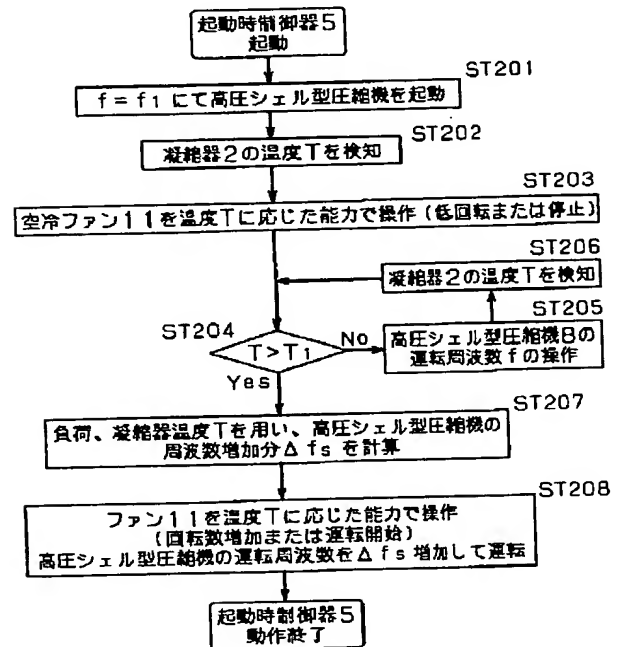 起動時制御器5
起動
ST201
f=f1 にて高圧シェル型圧縮機を起動
ST202
凝縮器2の温度Tを検知
ST203
空冷ファン11を温度Tに応じた能力で操作(低回転または停止)
ST206
凝縮器2の温度Tを検知
ST205
高圧シェル型圧縮機Bの
運転周波数fの操作
ST204
T>T1
No
Yes
ST207
負荷、凝縮器温度Tを用い、高圧シェル型圧縮機の
周波数増加分Δfsを計算
ST208
ファン11を温度Tに応じた能力で操作
(回転数増加または運転開始)
高圧シェル型圧縮機の運転周波数をΔfs増加して運転
起動時制御器5
動作終了